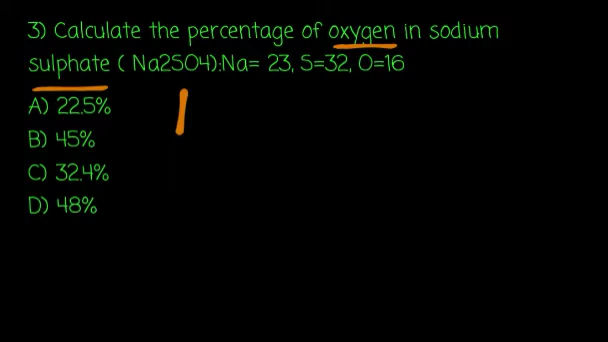 3) Calculate the percentage of oxygen in sodium
sulphate ( Na2SO4):Na= 23, S=32, O=16
A) 22.5%
B) 45%
C) 32.4%
D) 48%